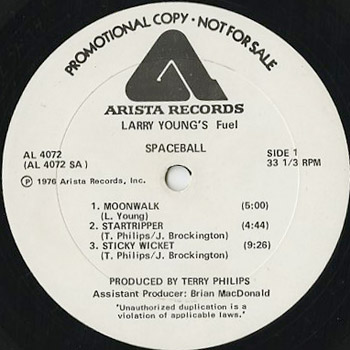 PROMOTIONAL COPY · NOT FOR SALE
ARISTA RECORDS
LARRY YOUNG'S Fuel
SPACEBALL
AL 4072
(AL 4072 SA)
SIDE 1
33 1/3 RPM
Ⓟ 1976 Arista Records, Inc.
1. MOONWALK (5:00)
(L. Young)
2. STARTRIPPER (4:44)
(T. Philips/J. Brockington)
3. STICKY WICKET (9:26)
(T. Philips/J. Brockington)
PRODUCED BY TERRY PHILIPS
Assistant Producer: Brian MacDonald
"Unauthorized duplication is a
violation of applicable laws."